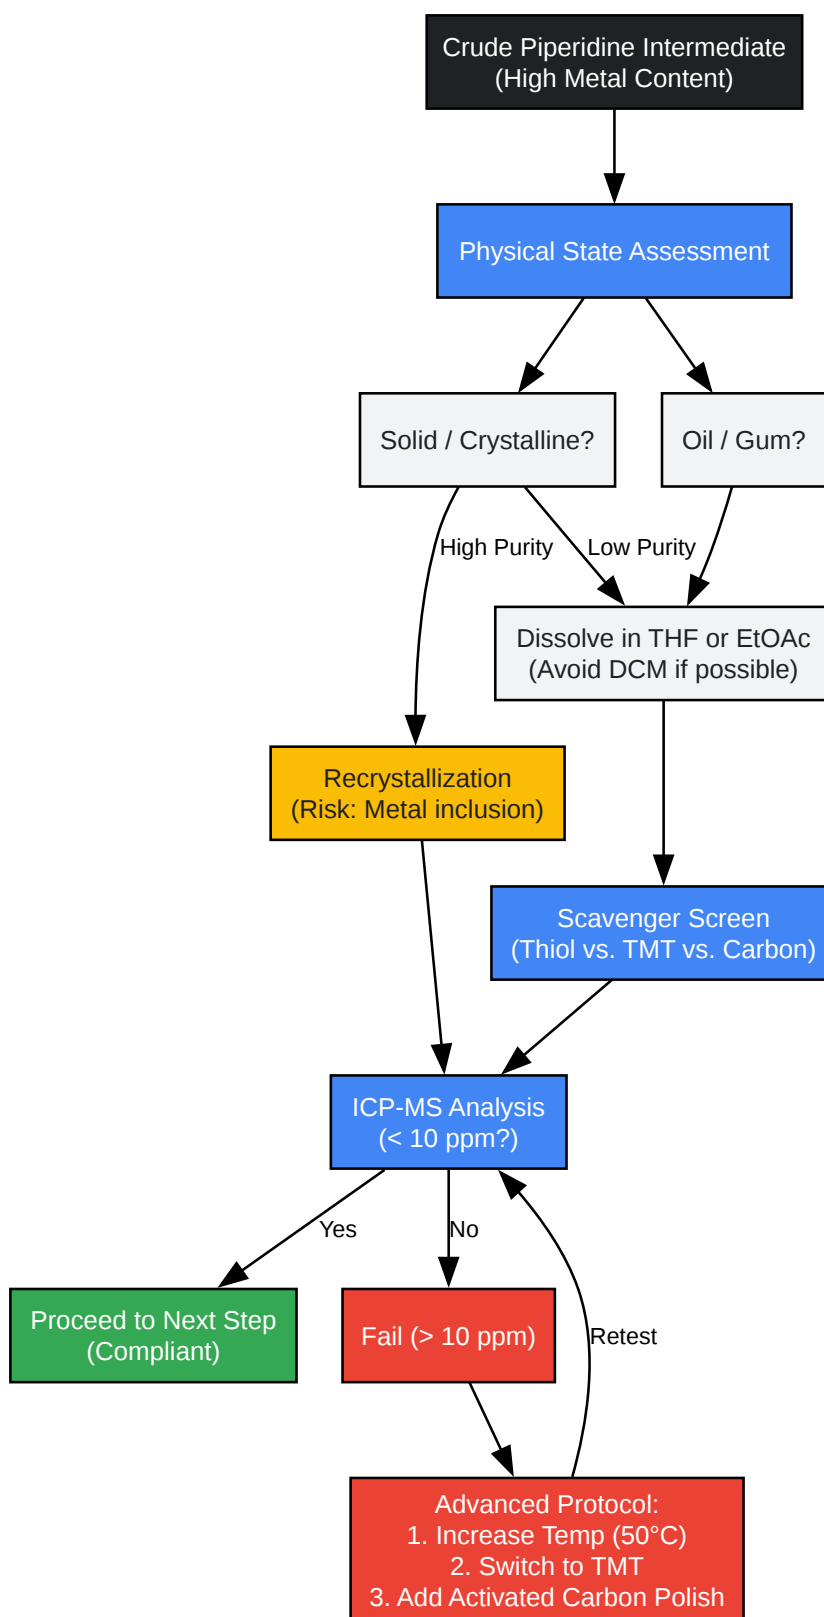 Crude Piperidine Intermediate
(High Metal Content)
Physical State Assessment
Solid / Crystalline?
Oil / Gum?
High Purity
Low Purity
Dissolve in THF or EtOAc
(Avoid DCM if possible)
Recrystallization
(Risk: Metal inclusion)
Scavenger Screen
(Thiol vs. TMT vs. Carbon)
ICP-MS Analysis
(< 10 ppm?)
Yes
No
Proceed to Next Step
(Compliant)
Fail (> 10 ppm)
Retest
Advanced Protocol:
1. Increase Temp (50°C)
2. Switch to TMT
3. Add Activated Carbon Polish